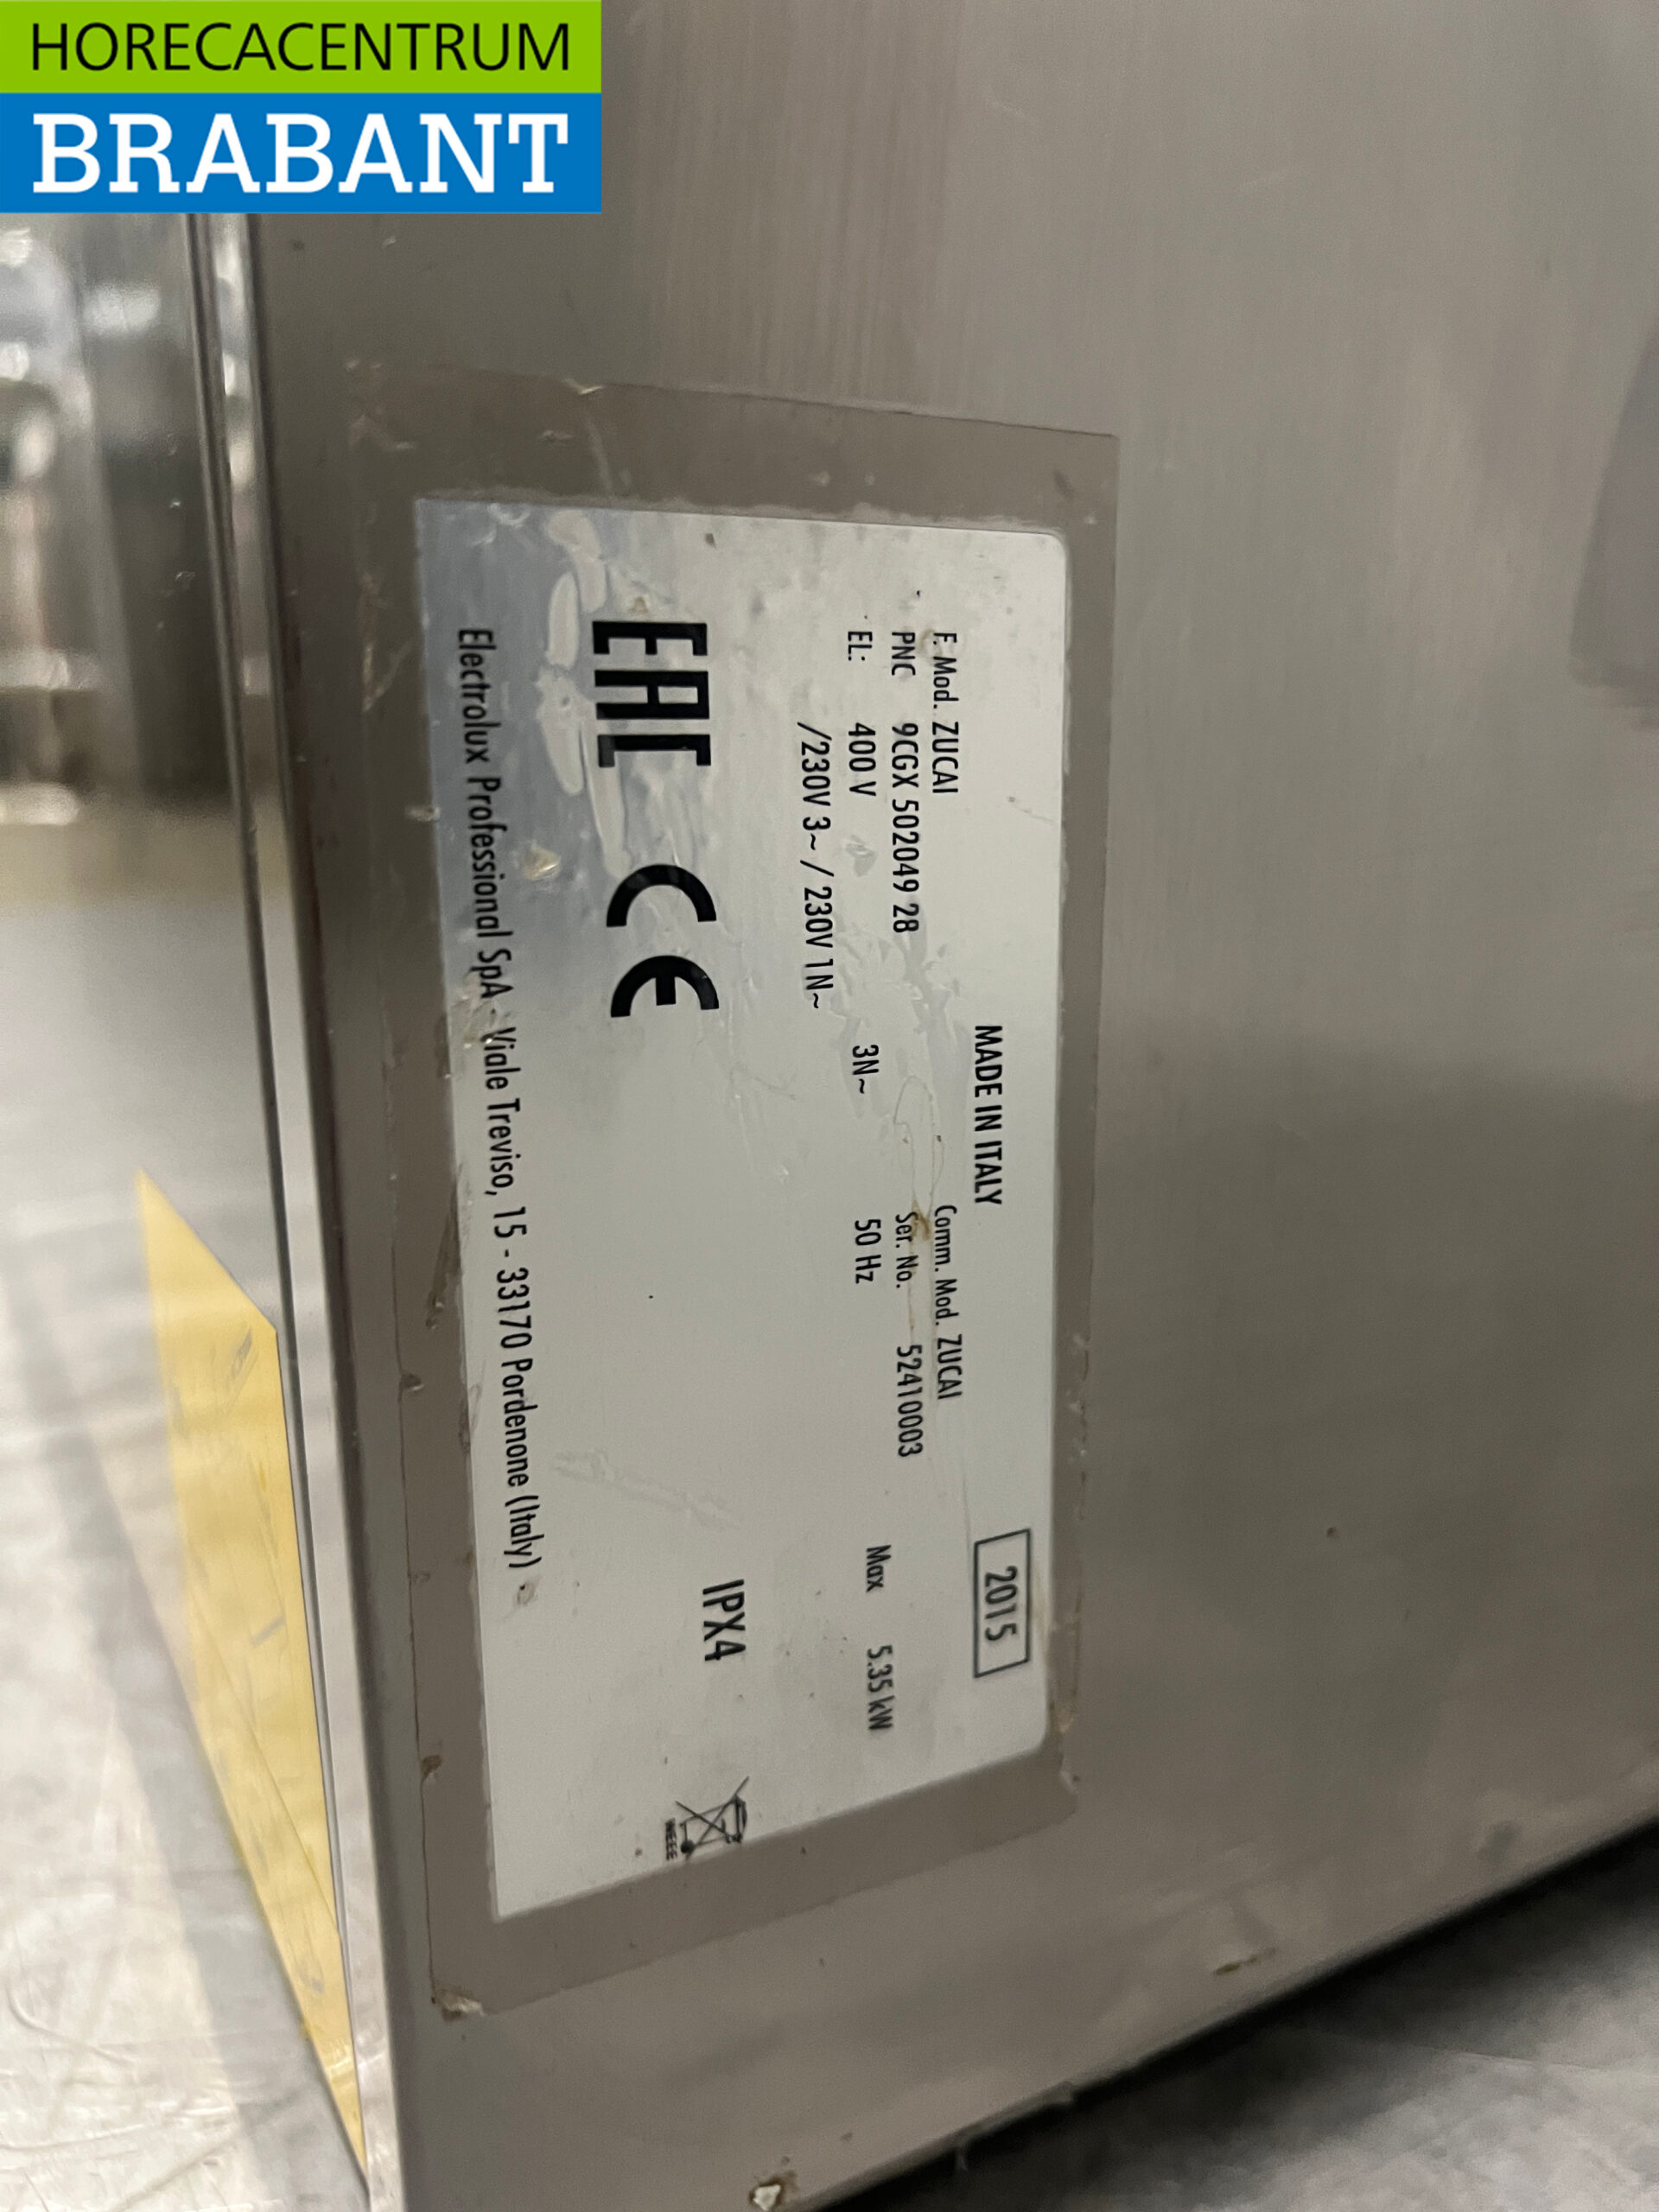 HORECACENTRUM
BRABANT
MADE IN ITALY 2015
F. Mod. ZUCAI Comm. Mod. ZUCAI
PNC 9CGX 502049 28 Ser. No. 52410003
EL: 400 V 3N~ 50 Hz Max 5.35 kW
/230V 3~ / 230V 1N~
EAC CE IPX4
WEEE
Electrolux Professional SpA - Viale Treviso, 15 - 33170 Pordenone (Italy)